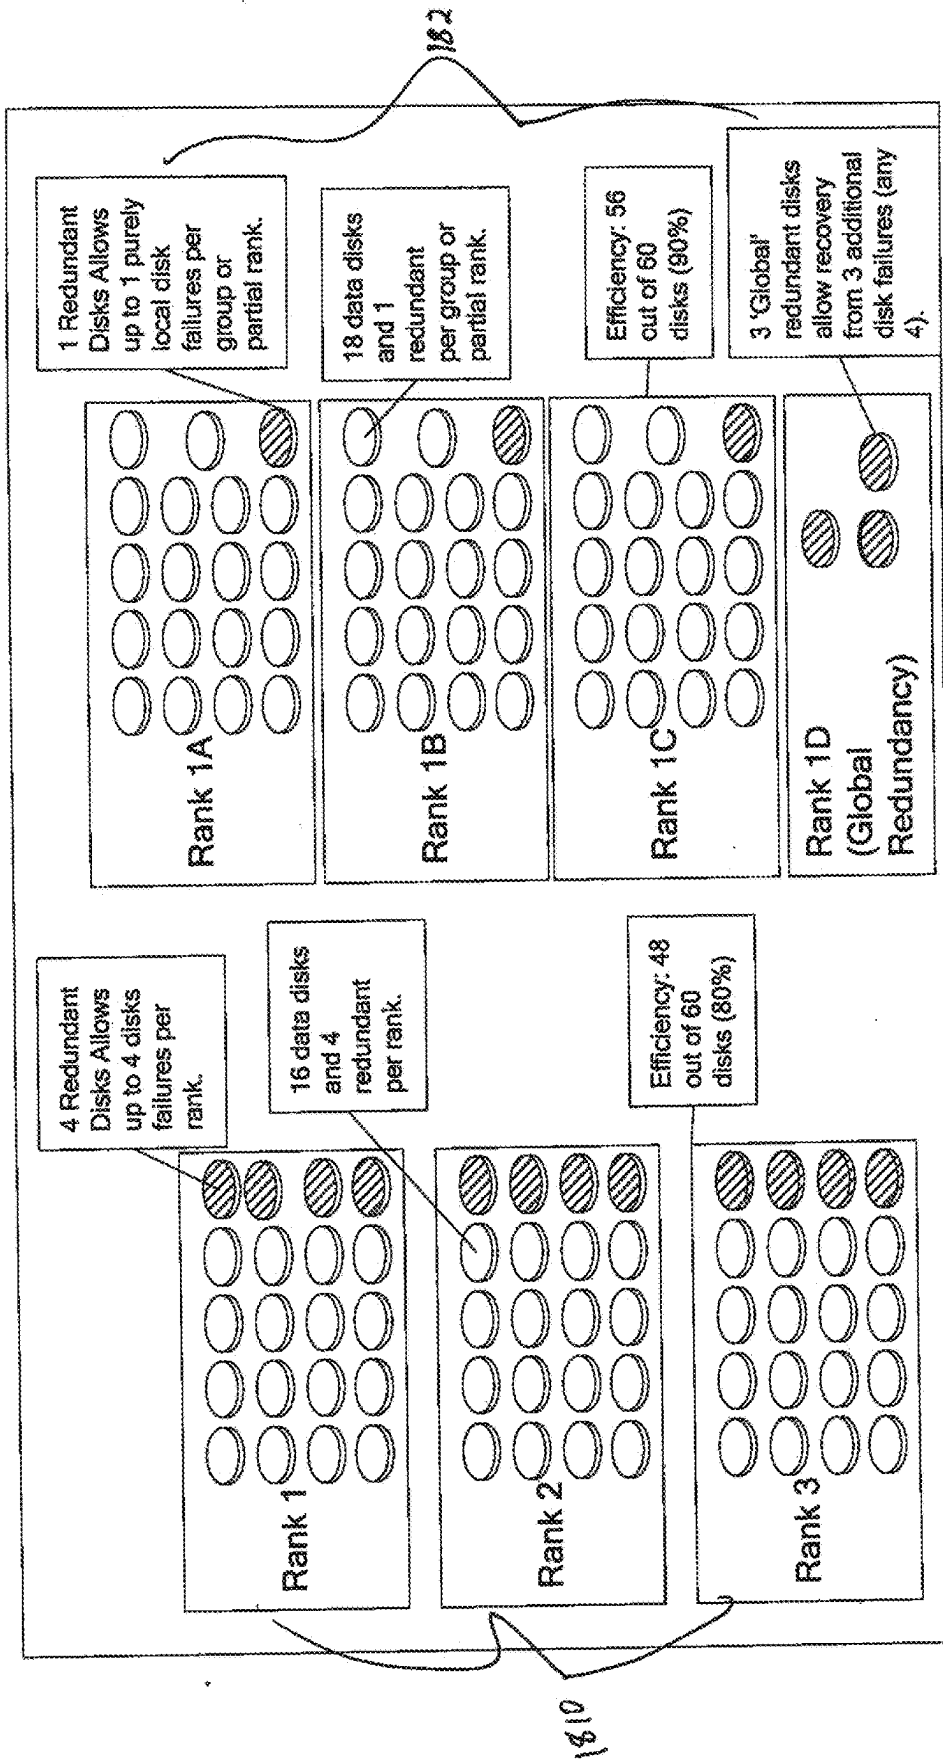 1810
Rank 1
4 Redundant
Disks Allows
up to 4 disks
failures per
rank.
Rank 2
16 data disks
and 4
redundant
per rank.
Rank 3
Efficiency: 48
out of 60
disks (80%)
182
Rank 1A
1 Redundant
Disks Allows
up to 1 purely
local disk
failures per
group or
partial rank.
Rank 1B
18 data disks
and 1
redundant
per group or
partial rank.
Rank 1C
Efficiency: 56
out of 60
disks (90%)
Rank 1D
(Global
Redundancy)
3 'Global'
redundant disks
allow recovery
from 3 additional
disk failures (any
4).